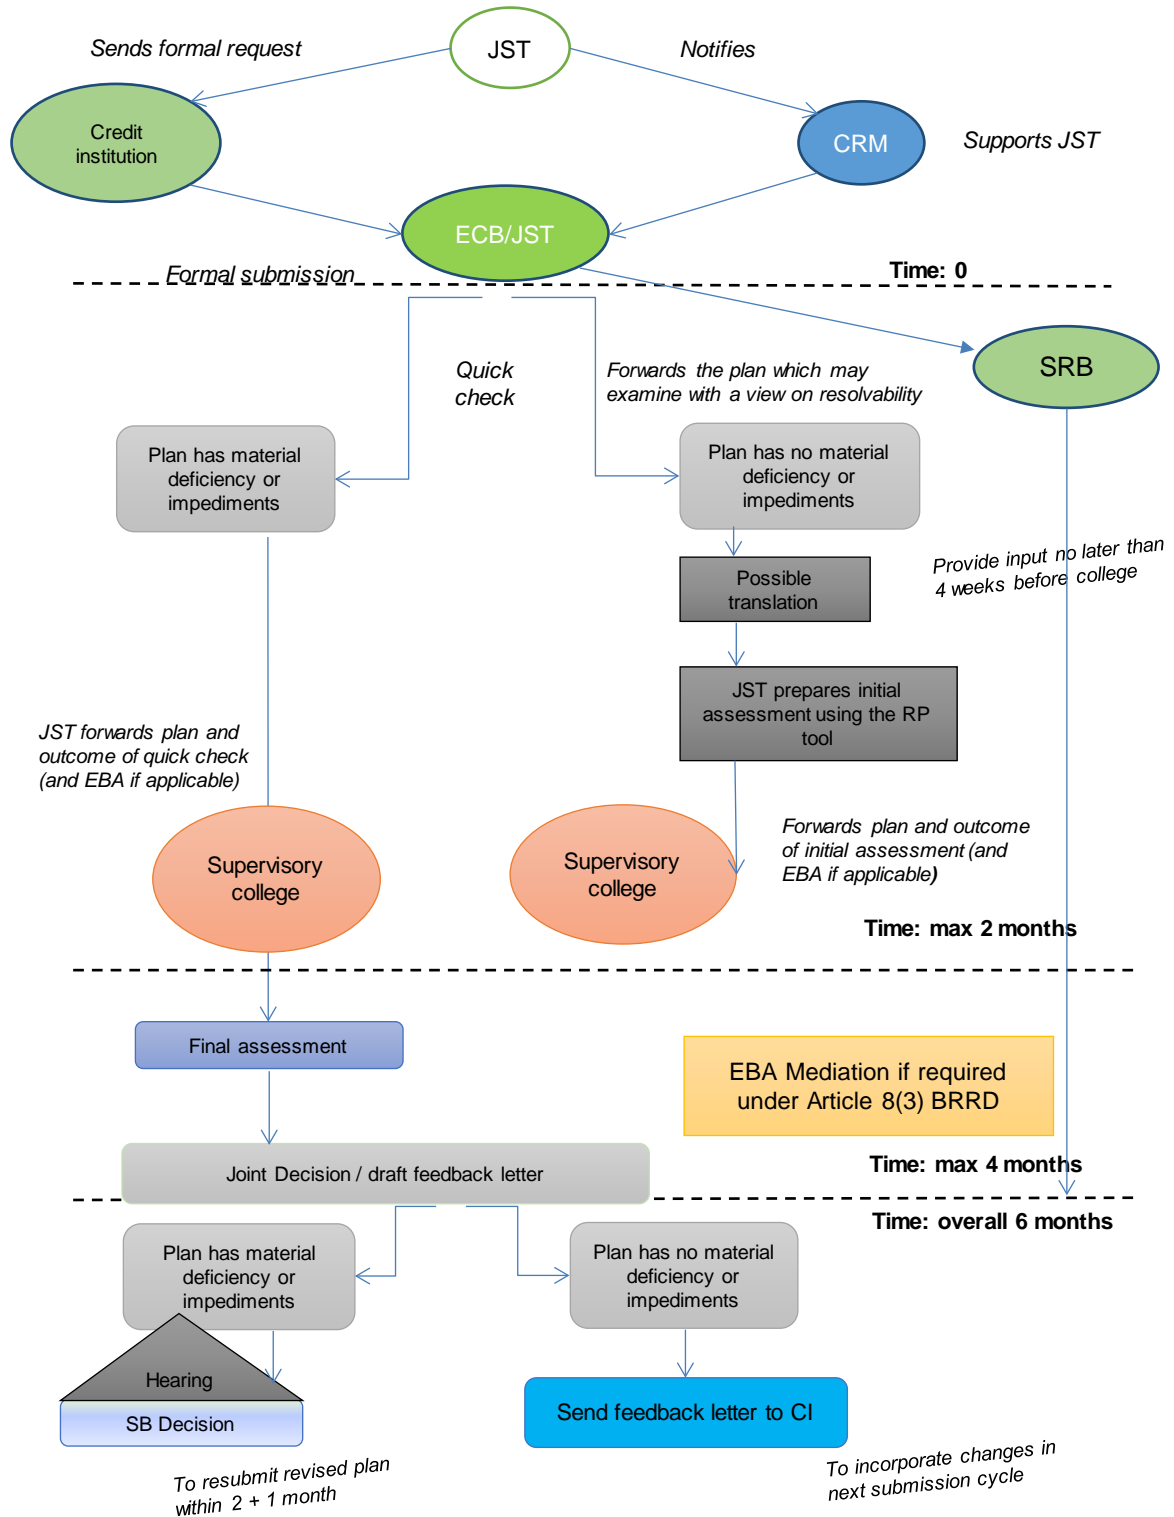 Sends formal request
JST
Notifies
Credit
institution
CRM
Supports JST
ECB/JST
Formal submission
Time: 0
SRB
Quick
check
Forwards the plan which may
examine with a view on resolvability
Plan has material
deficiency or
impediments
Plan has no material
deficiency or
impediments
Provide input no later than
4 weeks before college
Possible
translation
JST prepares initial
assessment using the RP
tool
JST forwards plan and
outcome of quick check
(and EBA if applicable)
Supervisory
college
Supervisory
college
Forwards plan and outcome
of initial assessment (and
EBA if applicable)
Time: max 2 months
Final assessment
EBA Mediation if required
under Article 8(3) BRRD
Joint Decision / draft feedback letter
Time: max 4 months
Time: overall 6 months
Plan has material
deficiency or
impediments
Plan has no material
deficiency or
impediments
Hearing
SB Decision
Send feedback letter to CI
To resubmit revised plan
within 2 + 1 month
To incorporate changes in
next submission cycle